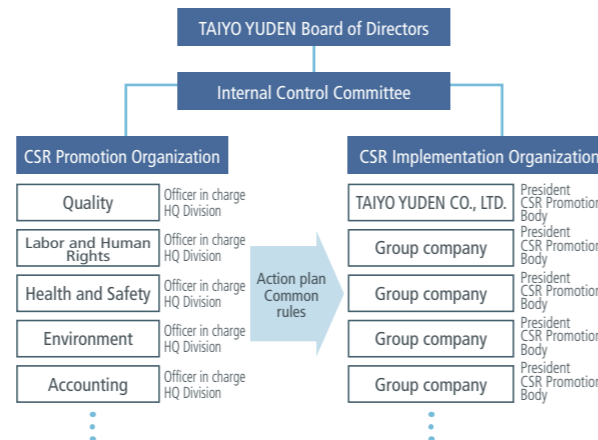 TAIYO YUDEN Board of Directors
Internal Control Committee
CSR Promotion Organization
Quality
Officer in charge
HQ Division
Labor and Human
Rights
Officer in charge
HQ Division
Health and Safety
Officer in charge
HQ Division
Environment
Officer in charge
HQ Division
Accounting
Officer in charge
HQ Division
Action plan
Common
rules
CSR Implementation Organization
TAIYO YUDEN CO., LTD.
President
CSR Promotion
Body
Group company
President
CSR Promotion
Body
Group company
President
CSR Promotion
Body
Group company
President
CSR Promotion
Body
Group company
President
CSR Promotion
Body